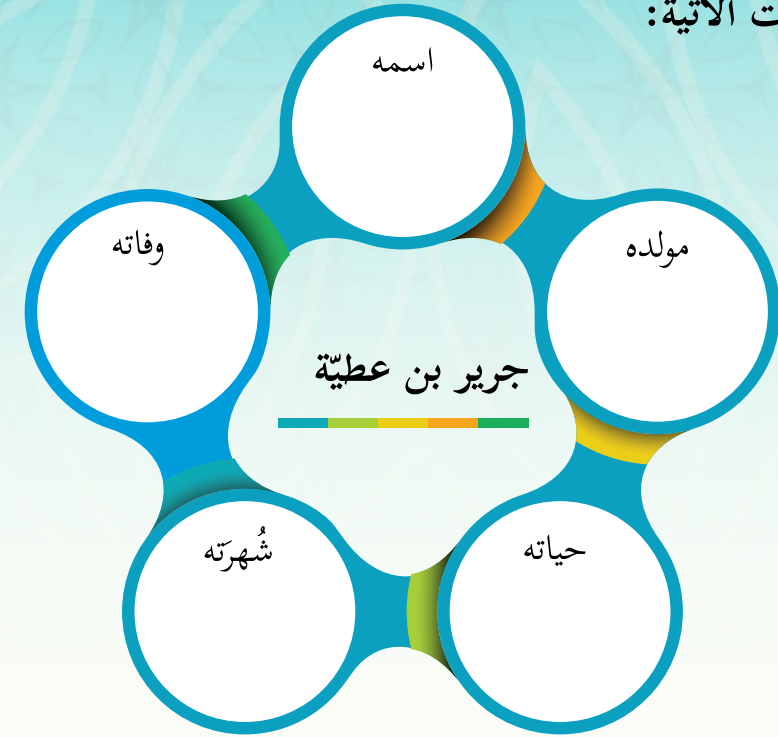 ت الآتية:
اسمه
مولده
وفاته
جرير بن عطيّة
حياته
شُهرَته